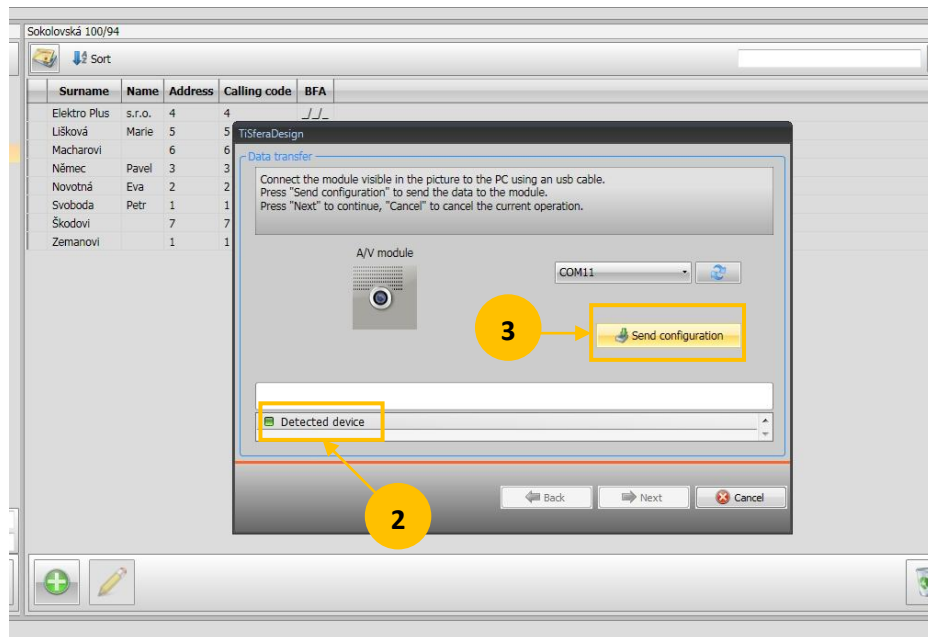 Sokolovská 100/94
Sort
Surname Name Address Calling code BFA
Elektro Plus s.r.o. 4 4 _/_/_
Lišková Marie 5 5
Macharovi 6 6
Němec Pavel 3 3
Novotná Eva 2 2
Svoboda Petr 1 1
Škodovi 7 7
Zemanovi 1 1
TiSferaDesign
Data transfer
Connect the module visible in the picture to the PC using an usb cable.
Press "Send configuration" to send the data to the module.
Press "Next" to continue, "Cancel" to cancel the current operation.
A/V module
COM11
3
Send configuration
Detected device
2
Back Next Cancel